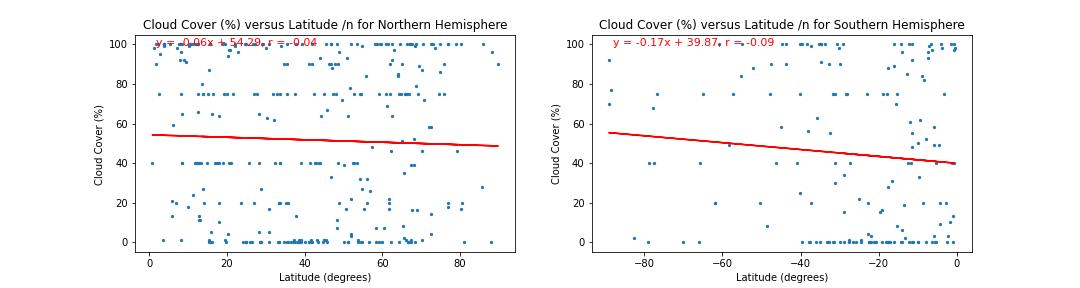 Cloud Cover (%) versus Latitude /n for Northern Hemisphere
y = -0.06x + 54.29, r = -0.04
100
80
60
40
20
0
Cloud Cover (%)
0 20 40 60 80
Latitude (degrees)
Cloud Cover (%) versus Latitude /n for Southern Hemisphere
y = -0.17x + 39.87, r = -0.09
100
80
60
40
20
0
Cloud Cover (%)
−80 −60 −40 −20 0
Latitude (degrees)